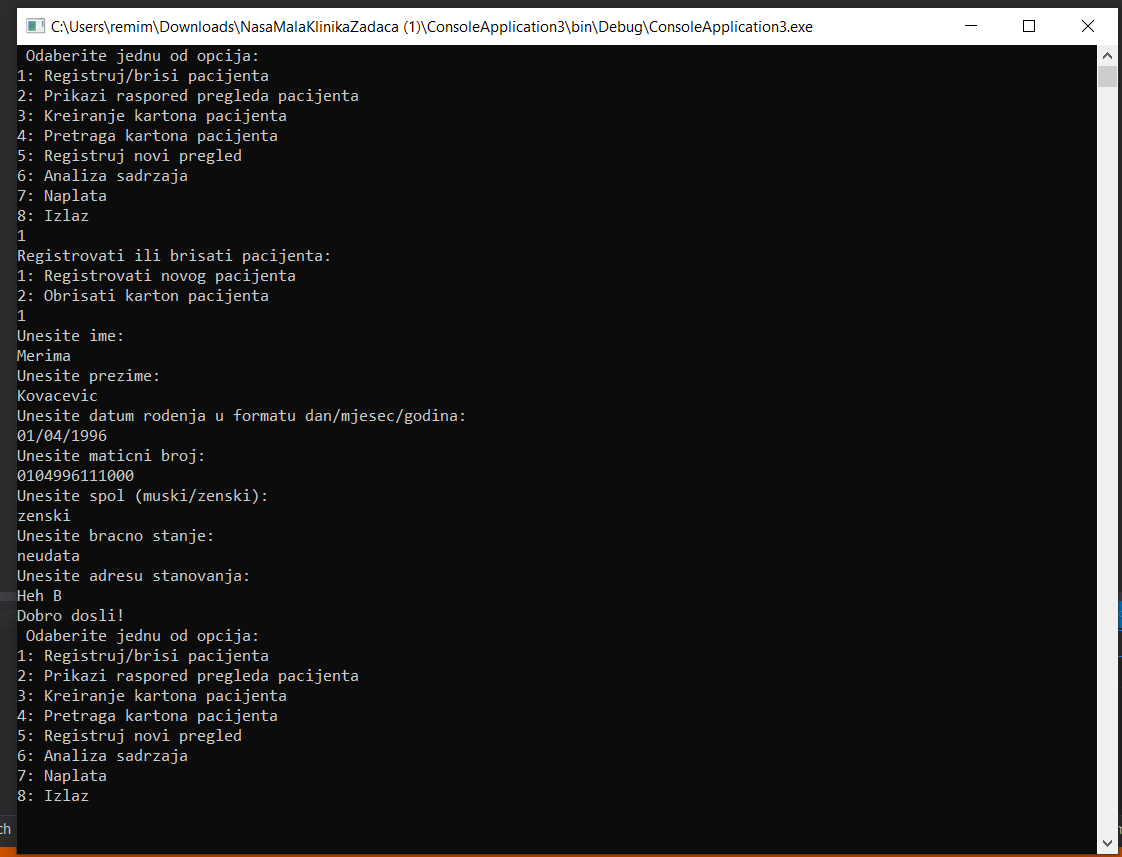 C:\Users\remim\Downloads\NasaMalaKlinikaZadaca (1)\ConsoleApplication3\bin\Debug\ConsoleApplication3.exe
Odaberite jednu od opcija:
1: Registruj/brisi pacijenta
2: Prikazi raspored pregleda pacijenta
3: Kreiranje kartona pacijenta
4: Pretraga kartona pacijenta
5: Registruj novi pregled
6: Analiza sadrzaja
7: Naplata
8: Izlaz
1
Registrovati ili brisati pacijenta:
1: Registrovati novog pacijenta
2: Obrisati karton pacijenta
1
Unesite ime:
Merima
Unesite prezime:
Kovacevic
Unesite datum rodenja u formatu dan/mjesec/godina:
01/04/1996
Unesite maticni broj:
0104996111000
Unesite spol (muski/zenski):
zenski
Unesite bracno stanje:
neudata
Unesite adresu stanovanja:
Heh B
Dobro dosli!
Odaberite jednu od opcija:
1: Registruj/brisi pacijenta
2: Prikazi raspored pregleda pacijenta
3: Kreiranje kartona pacijenta
4: Pretraga kartona pacijenta
5: Registruj novi pregled
6: Analiza sadrzaja
7: Naplata
8: Izlaz
ch